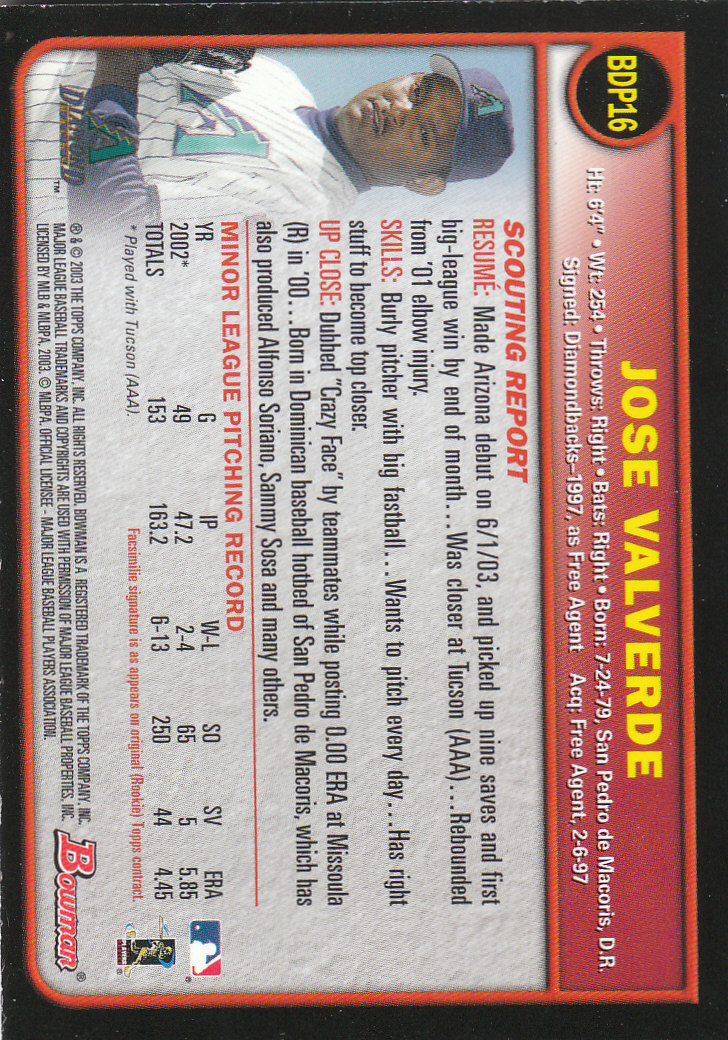 BDP16
JOSE VALVERDE
Ht: 6'4" • Wt: 254 • Throws: Right • Bats: Right • Born: 7-24-79, San Pedro de Macoris, D.R.
Signed: Diamondbacks–1997, as Free Agent Acq: Free Agent, 2-6-97
SCOUTING REPORT
RESUMÉ: Made Arizona debut on 6/1/03, and picked up nine saves and first
big-league win by end of month...Was closer at Tucson (AAA)...Rebounded
from '01 elbow injury.
SKILLS: Burly pitcher with big fastball...Wants to pitch every day...Has right
stuff to become top closer.
UP CLOSE: Dubbed "Crazy Face" by teammates while posting 0.00 ERA at Missoula
(R) in '00...Born in Dominican baseball hotbed of San Pedro de Macoris, which has
also produced Alfonso Soriano, Sammy Sosa and many others.
MINOR LEAGUE PITCHING RECORD
YR G IP W-L SO SV ERA
2002* 49 47.2 2-4 65 5 5.85
TOTALS 153 163.2 6-13 250 44 4.45
* Played with Tucson (AAA).
Facsimilie signature is as appears on original (Rookie) Topps contract.
® & © 2003 THE TOPPS COMPANY, INC. ALL RIGHTS RESERVED. BOWMAN IS A REGISTERED TRADEMARK OF THE TOPPS COMPANY, INC.
MAJOR LEAGUE BASEBALL TRADEMARKS AND COPYRIGHTS ARE USED WITH PERMISSION OF MAJOR LEAGUE BASEBALL PROPERTIES, INC.
LICENSED BY MLB & MLBPA, 2003. © MLBPA. OFFICIAL LICENSEE - MAJOR LEAGUE BASEBALL PLAYERS ASSOCIATION.
Bowman®